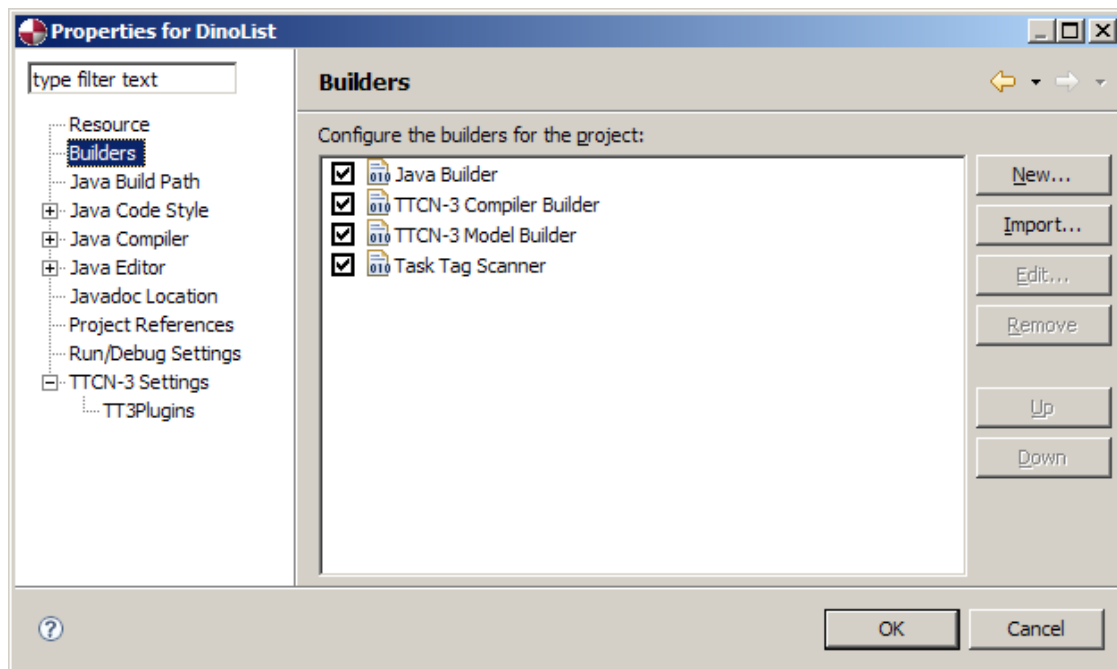 Properties for DinoList
type filter text
Resource
Builders
Java Build Path
Java Code Style
Java Compiler
Java Editor
Javadoc Location
Project References
Run/Debug Settings
TTCN-3 Settings
TT3Plugins
Builders
Configure the builders for the project:
Java Builder
TTCN-3 Compiler Builder
TTCN-3 Model Builder
Task Tag Scanner
New...
Import...
Edit...
Remove
Up
Down
OK
Cancel